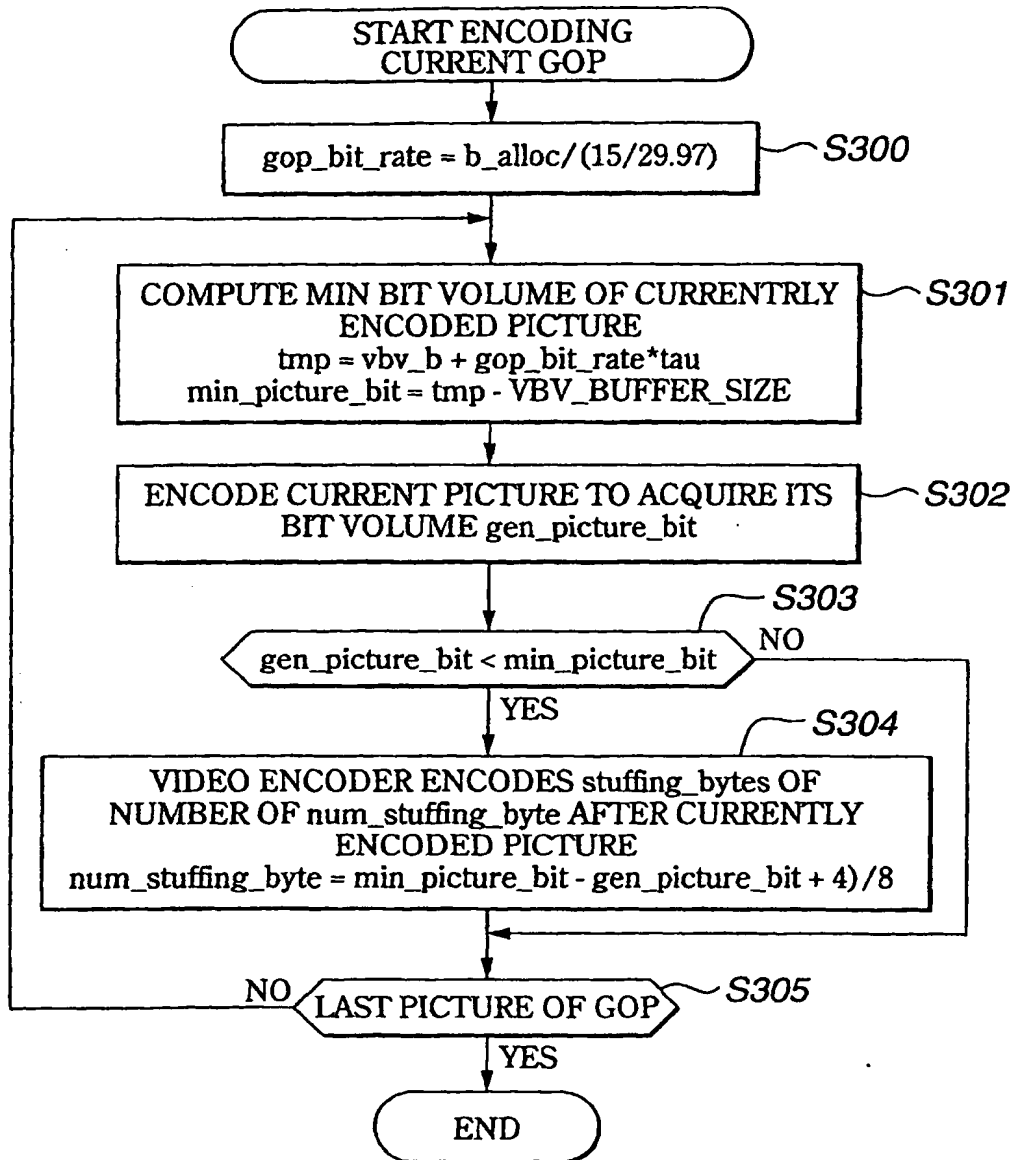 START ENCODING
CURRENT GOP
gop_bit_rate = b_alloc/(15/29.97)
S300
COMPUTE MIN BIT VOLUME OF CURRENTRLY
ENCODED PICTURE
tmp = vbv_b + gop_bit_rate*tau
min_picture_bit = tmp - VBV_BUFFER_SIZE
S301
ENCODE CURRENT PICTURE TO ACQUIRE ITS
BIT VOLUME gen_picture_bit
S302
S303
gen_picture_bit < min_picture_bit
NO
YES
S304
VIDEO ENCODER ENCODES stuffing_bytes OF
NUMBER OF num_stuffing_byte AFTER CURRENTLY
ENCODED PICTURE
num_stuffing_byte = min_picture_bit - gen_picture_bit + 4)/8
NO
LAST PICTURE OF GOP
S305
YES
END